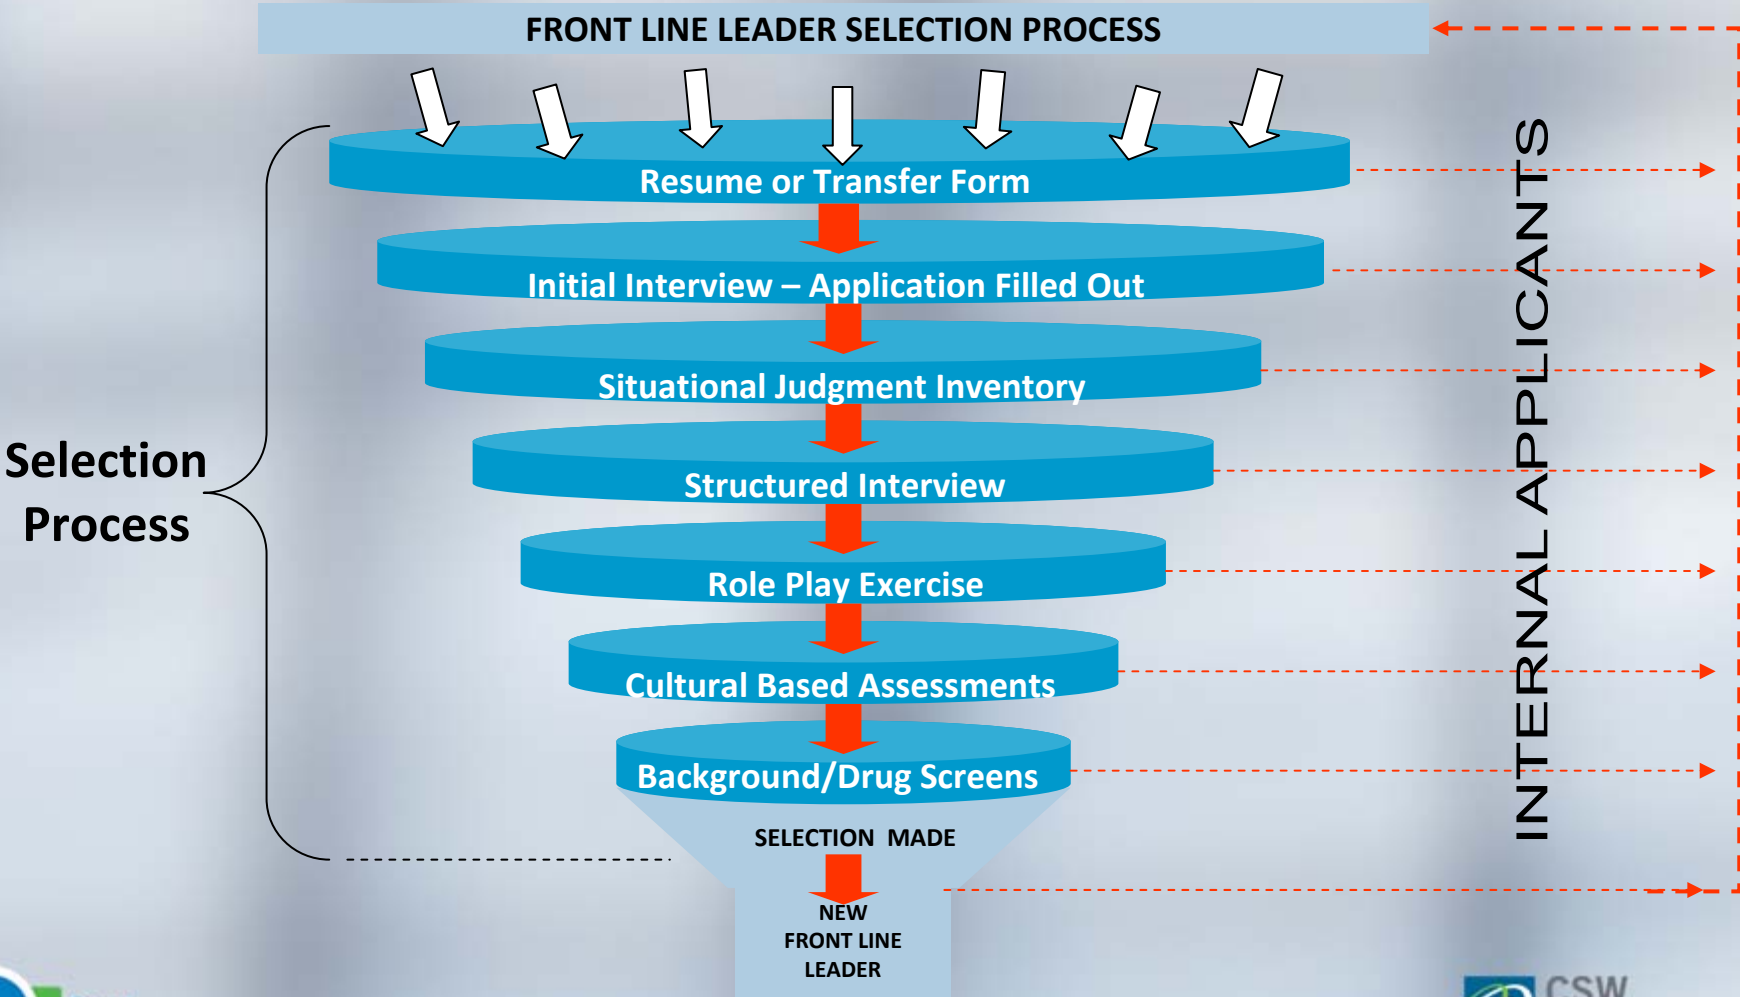 FRONT LINE LEADER SELECTION PROCESS
Resume or Transfer Form
Initial Interview – Application Filled Out
Situational Judgment Inventory
Structured Interview
Role Play Exercise
Cultural Based Assessments
Background/Drug Screens
SELECTION MADE
NEW
FRONT LINE
LEADER
Selection
Process
INTERNAL APPLICANTS
CSW